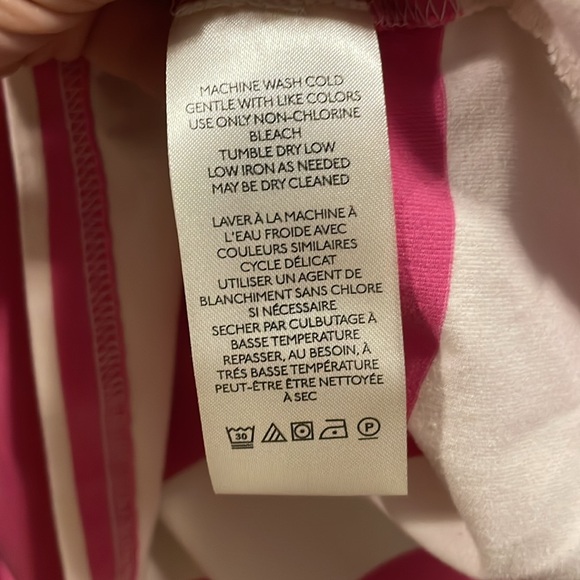 MACHINE WASH COLD
GENTLE WITH LIKE COLORS
USE ONLY NON-CHLORINE
BLEACH
TUMBLE DRY LOW
LOW IRON AS NEEDED
MAY BE DRY CLEANED
LAVER À LA MACHINE À
L'EAU FROIDE AVEC
COULEURS SIMILAIRES
CYCLE DÉLICAT
UTILISER UN AGENT DE
BLANCHIMENT SANS CHLORE
SI NÉCESSAIRE
SECHER PAR CULBUTAGE À
BASSE TEMPERATURE
REPASSER, AU BESOIN, À
TRÉS BASSE TEMPÉRATURE
PEUT-ÊTRE ÊTRE NETTOYÉE
À SEC
30 P